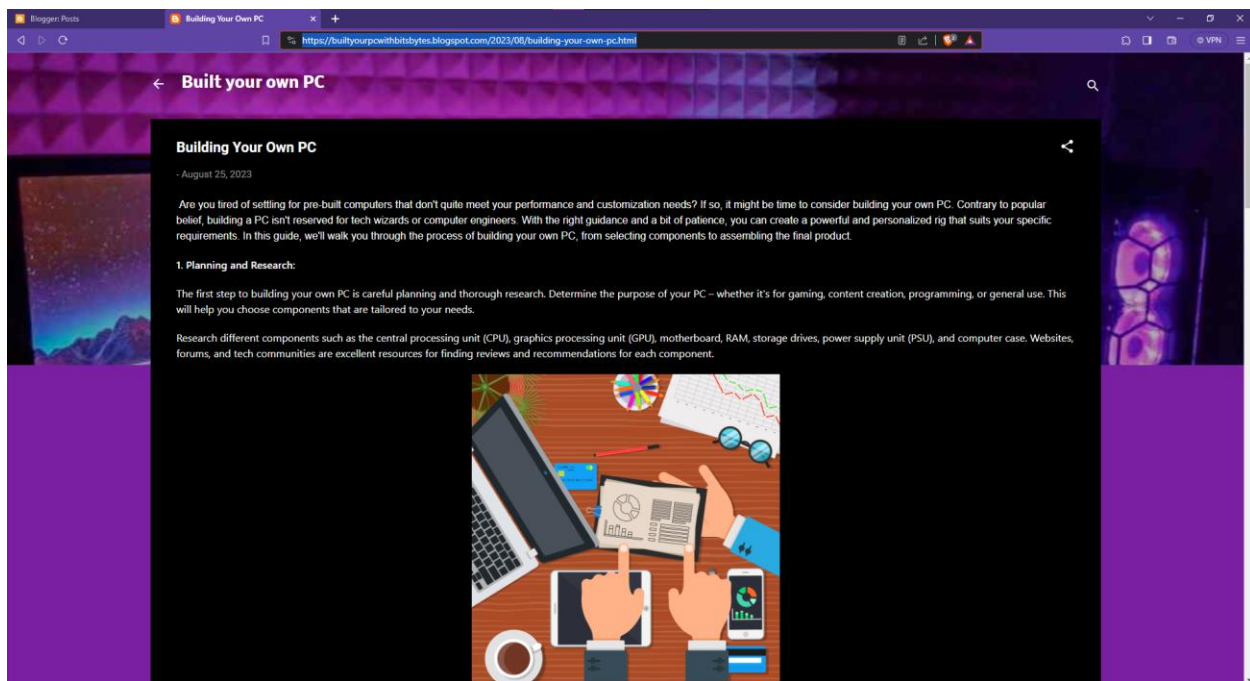 Blogger: Posts
Building Your Own PC
https://builtyourpcwithbitsbytes.blogspot.com/2023/08/building-your-own-pc.html
VPN
Built your own PC
Building Your Own PC
- August 25, 2023
Are you tired of settling for pre-built computers that don't quite meet your performance and customization needs? If so, it might be time to consider building your own PC. Contrary to popular
belief, building a PC isn't reserved for tech wizards or computer engineers. With the right guidance and a bit of patience, you can create a powerful and personalized rig that suits your specific
requirements. In this guide, we'll walk you through the process of building your own PC, from selecting components to assembling the final product.
1. Planning and Research:
The first step to building your own PC is careful planning and thorough research. Determine the purpose of your PC – whether it's for gaming, content creation, programming, or general use. This
will help you choose components that are tailored to your needs.
Research different components such as the central processing unit (CPU), graphics processing unit (GPU), motherboard, RAM, storage drives, power supply unit (PSU), and computer case. Websites,
forums, and tech communities are excellent resources for finding reviews and recommendations for each component.